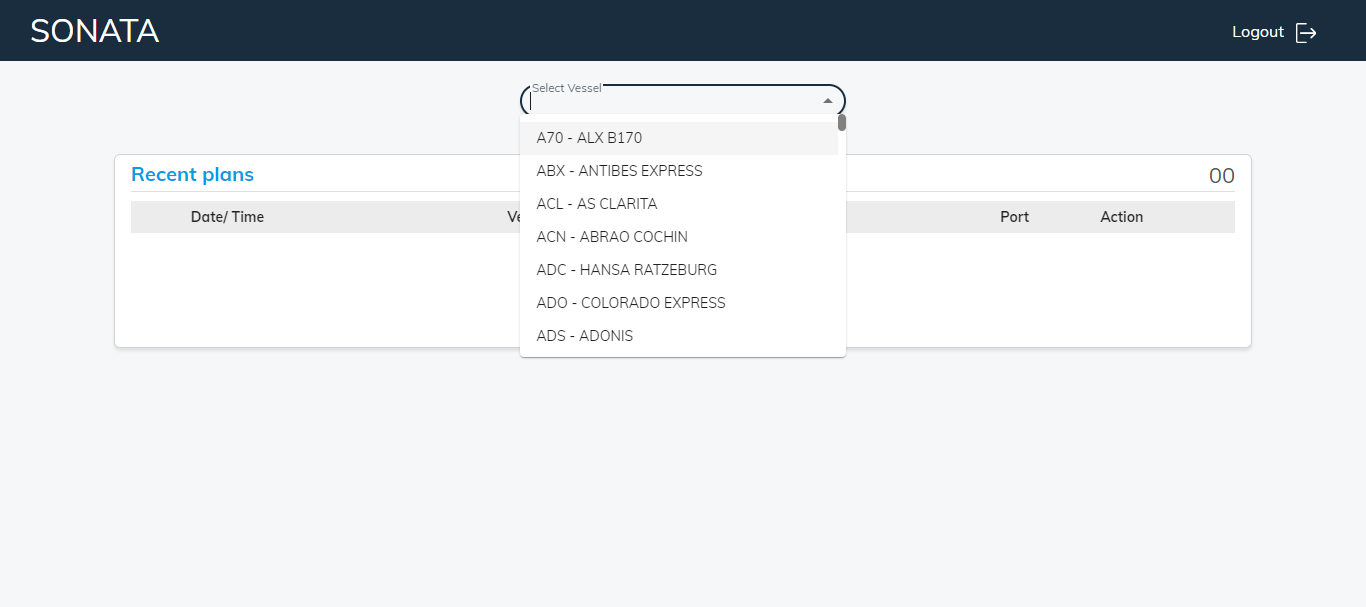 SONATA
Logout
Select Vessel
A70 - ALX B170
ABX - ANTIBES EXPRESS
ACL - AS CLARITA
ACN - ABRAO COCHIN
ADC - HANSA RATZEBURG
ADO - COLORADO EXPRESS
ADS - ADONIS
Recent plans 00
Date/ Time Port Action